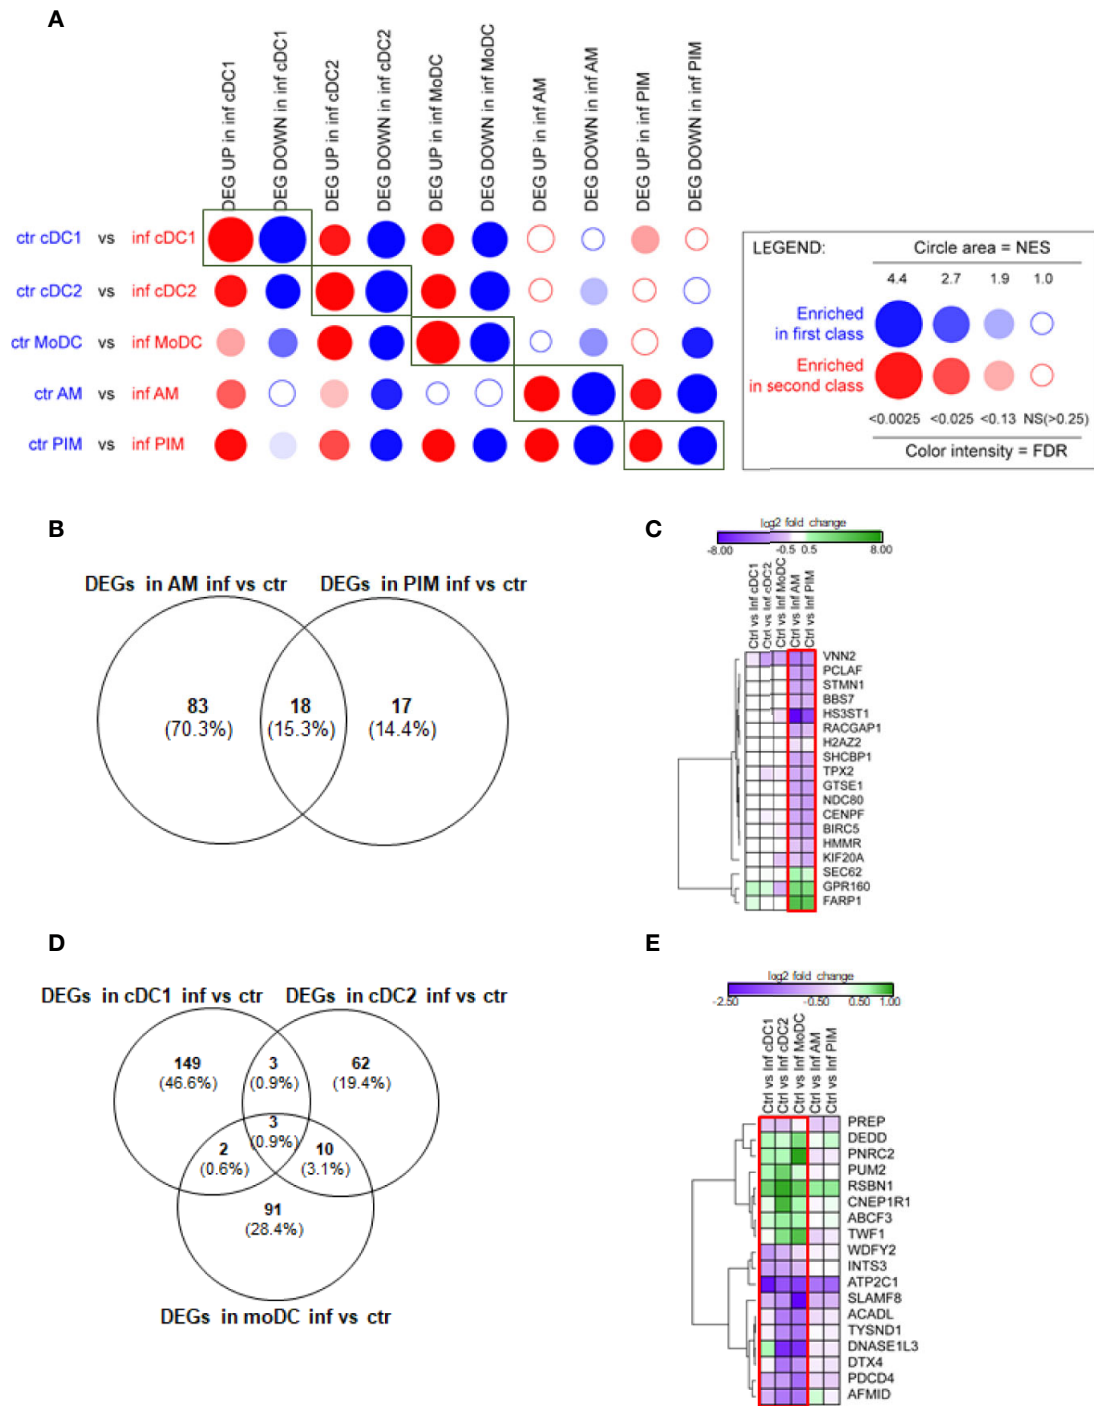 A
DEG UP in inf cDC1
DEG DOWN in inf cDC1
DEG UP in inf cDC2
DEG DOWN in inf cDC2
DEG UP in inf MoDC
DEG DOWN in inf MoDC
DEG UP in inf AM
DEG DOWN in inf AM
DEG UP in inf PIM
DEG DOWN in inf PIM
ctr cDC1 vs inf cDC1
ctr cDC2 vs inf cDC2
ctr MoDC vs inf MoDC
ctr AM vs inf AM
ctr PIM vs inf PIM
LEGEND:
Circle area = NES
4.4 2.7 1.9 1.0
Enriched
in first class
Enriched
in second class
<0.0025 <0.025 <0.13 NS(>0.25)
Color intensity = FDR
B
DEGs in AM inf vs ctr
DEGs in PIM inf vs ctr
83
(70.3%)
18
(15.3%)
17
(14.4%)
C
log2 fold change
-8.00 -0.5 0.5 8.00
Ctrl vs Inf cDC1
Ctrl vs Inf cDC2
Ctrl vs Inf MoDC
Ctrl vs Inf AM
Ctrl vs Inf PIM
VNN2
PCLAF
STMN1
BBS7
HS3ST1
RACGAP1
H2AZ2
SHCBP1
TPX2
GTSE1
NDC80
CENPF
BIRC5
HMMR
KIF20A
SEC62
GPR160
FARP1
D
DEGs in cDC1 inf vs ctr
DEGs in cDC2 inf vs ctr
149
(46.6%)
3
(0.9%)
62
(19.4%)
3
(0.9%)
2
(0.6%)
10
(3.1%)
91
(28.4%)
DEGs in moDC inf vs ctr
E
log2 fold change
-2.50 -0.50 0.50 1.00
Ctrl vs Inf cDC1
Ctrl vs Inf cDC2
Ctrl vs Inf MoDC
Ctrl vs Inf AM
Ctrl vs Inf PIM
PREP
DEDD
PNRC2
PUM2
RSBN1
CNEP1R1
ABCF3
TWF1
WDFY2
INTS3
ATP2C1
SLAMF8
ACADL
TYSND1
DNASE1L3
DTX4
PDCD4
AFMID